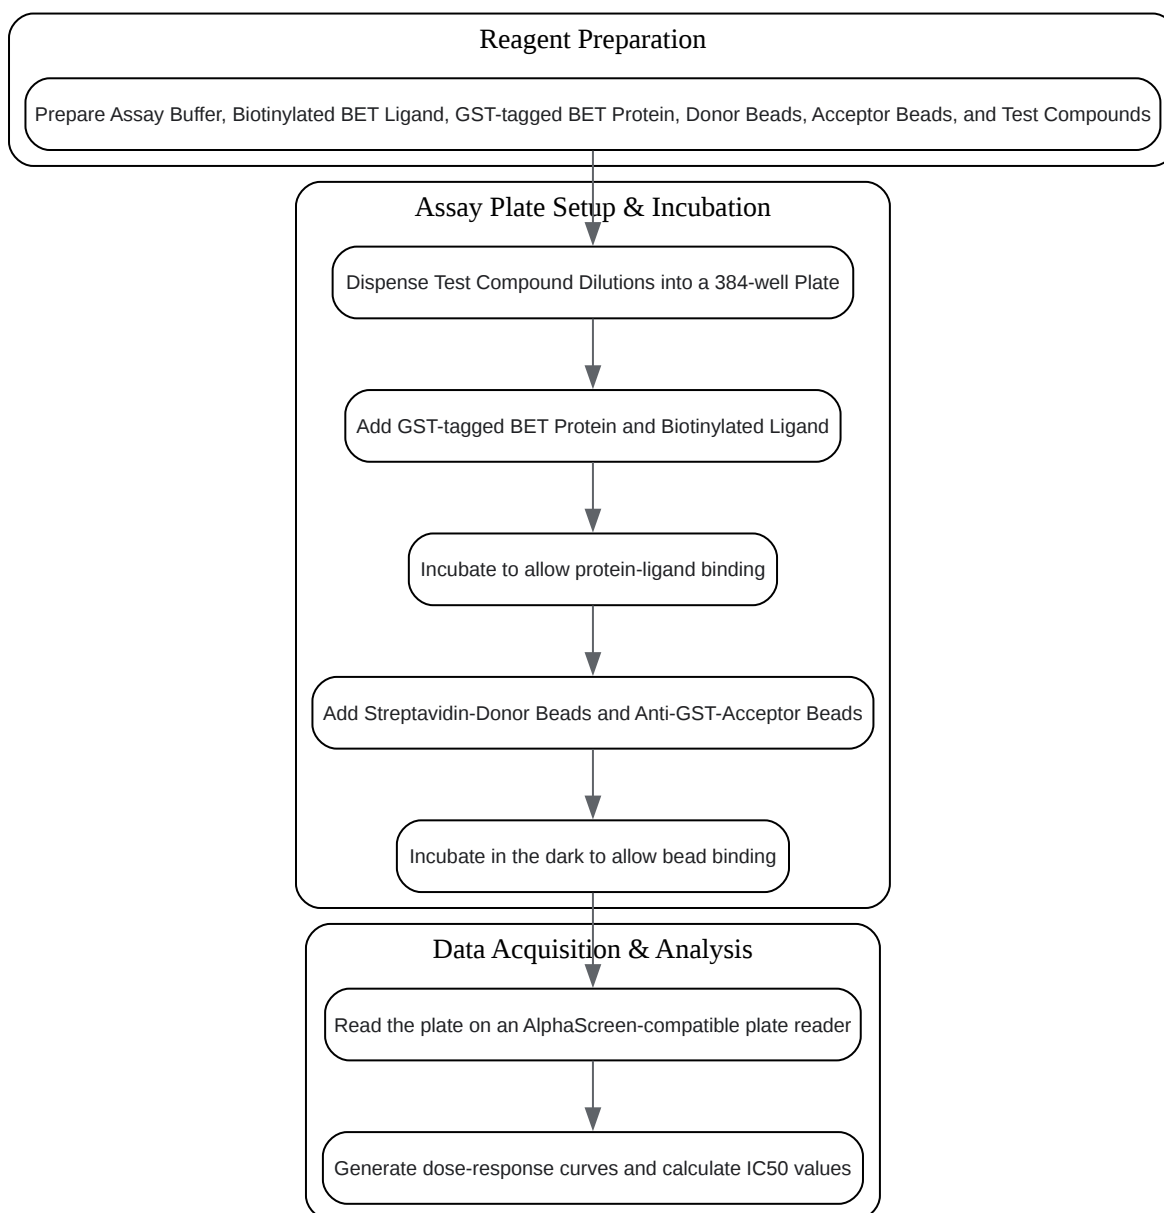 Reagent Preparation
Prepare Assay Buffer, Biotinylated BET Ligand, GST-tagged BET Protein, Donor Beads, Acceptor Beads, and Test Compounds
Assay Plate Setup & Incubation
Dispense Test Compound Dilutions into a 384-well Plate
Add GST-tagged BET Protein and Biotinylated Ligand
Incubate to allow protein-ligand binding
Add Streptavidin-Donor Beads and Anti-GST-Acceptor Beads
Incubate in the dark to allow bead binding
Data Acquisition & Analysis
Read the plate on an AlphaScreen-compatible plate reader
Generate dose-response curves and calculate IC50 values